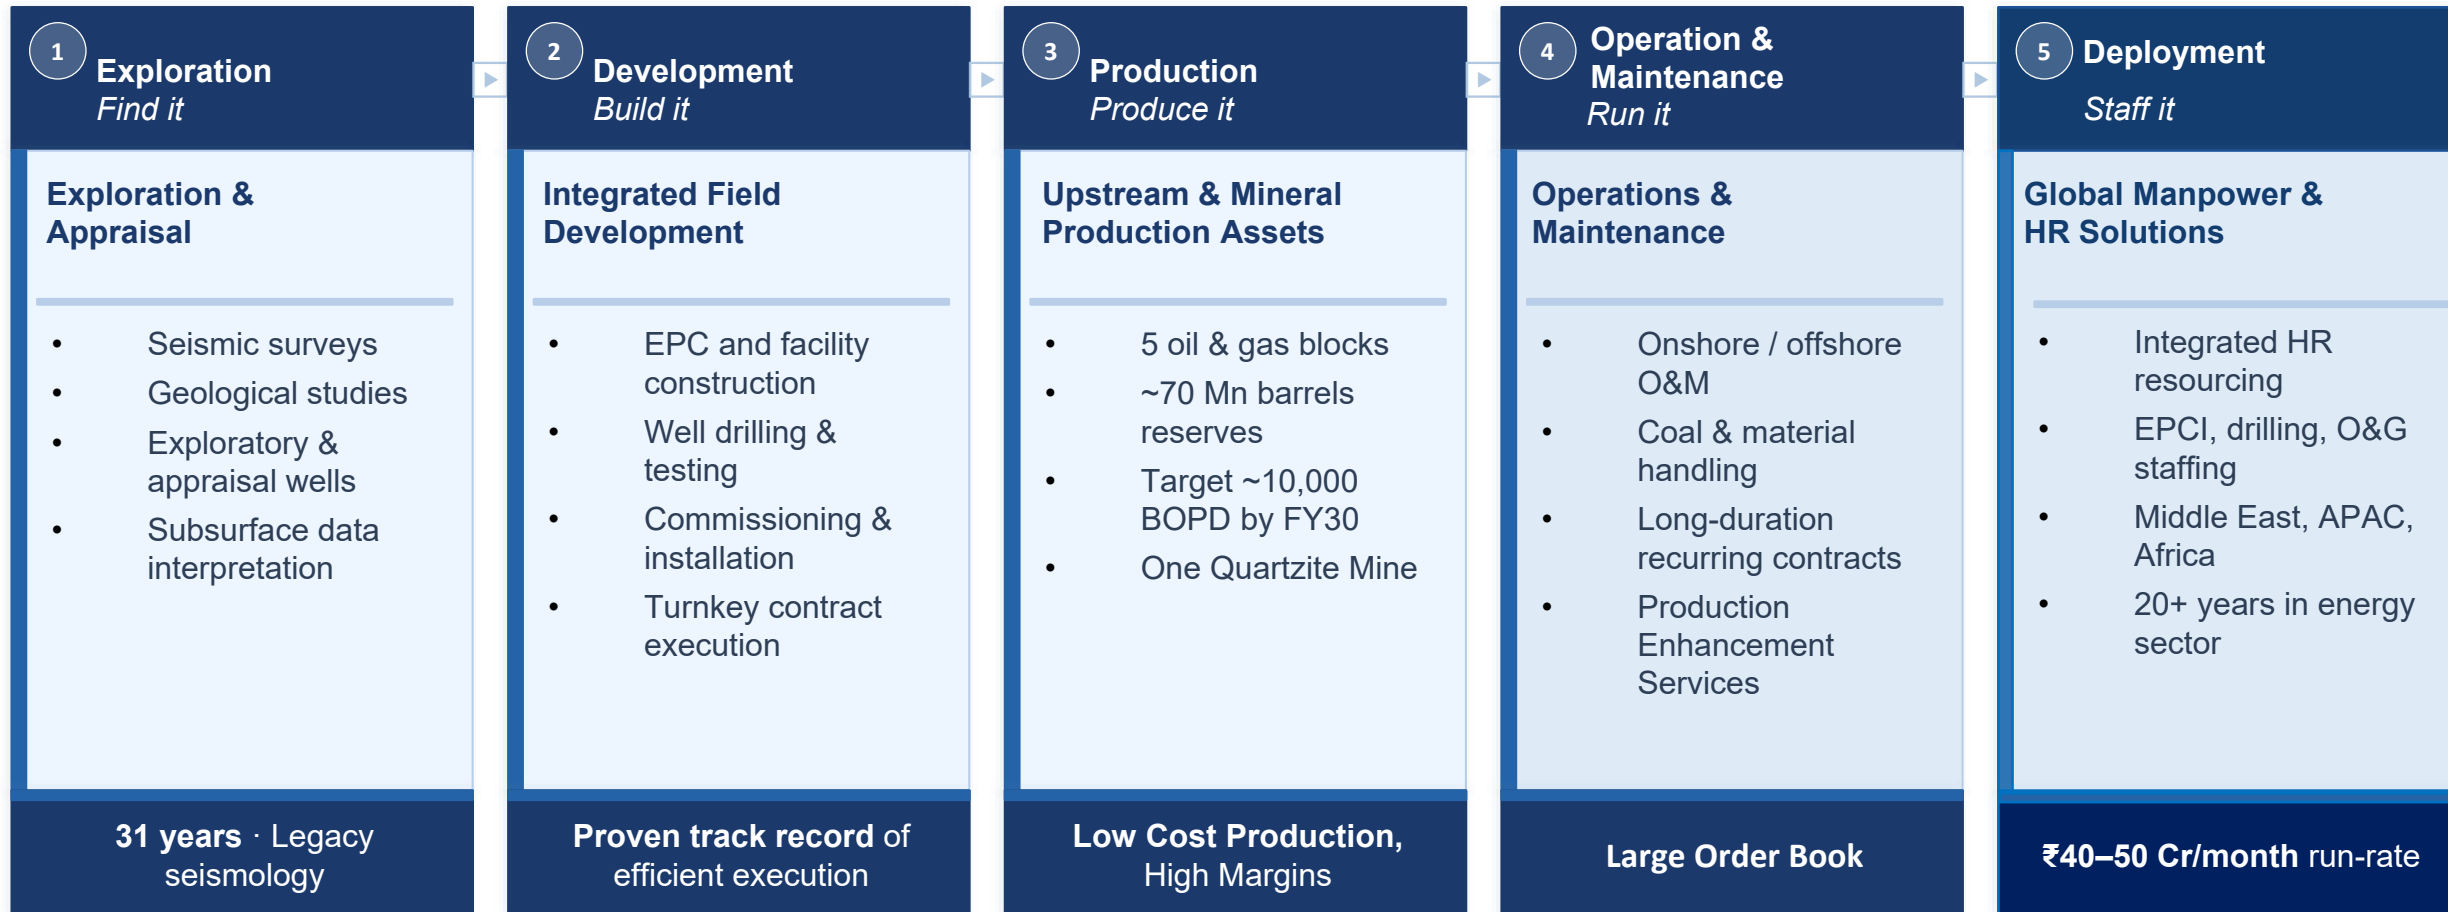 1
Exploration
Find it
Exploration &
Appraisal
• Seismic surveys
• Geological studies
• Exploratory &
appraisal wells
• Subsurface data
interpretation
31 years · Legacy
seismology
2
Development
Build it
Integrated Field
Development
• EPC and facility
construction
• Well drilling &
testing
• Commissioning &
installation
• Turnkey contract
execution
Proven track record of
efficient execution
3
Production
Produce it
Upstream & Mineral
Production Assets
• 5 oil & gas blocks
• ~70 Mn barrels
reserves
• Target ~10,000
BOPD by FY30
• One Quartzite Mine
Low Cost Production,
High Margins
4
Operation &
Maintenance
Run it
Operations &
Maintenance
• Onshore / offshore
O&M
• Coal & material
handling
• Long-duration
recurring contracts
• Production
Enhancement
Services
Large Order Book
5
Deployment
Staff it
Global Manpower &
HR Solutions
• Integrated HR
resourcing
• EPCI, drilling, O&G
staffing
• Middle East, APAC,
Africa
• 20+ years in energy
sector
₹40–50 Cr/month run-rate